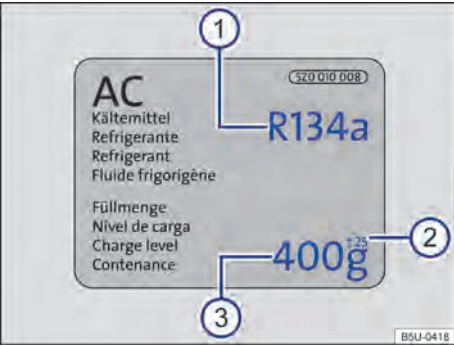 1
AC
5Z0 010 008
Kältemittel
Refrigerante
Refrigerant
Fluide frigorigène
R134a
Füllmenge
Nivel de carga
Charge level
Contenance
400g ±25
2
3
B5U-0418